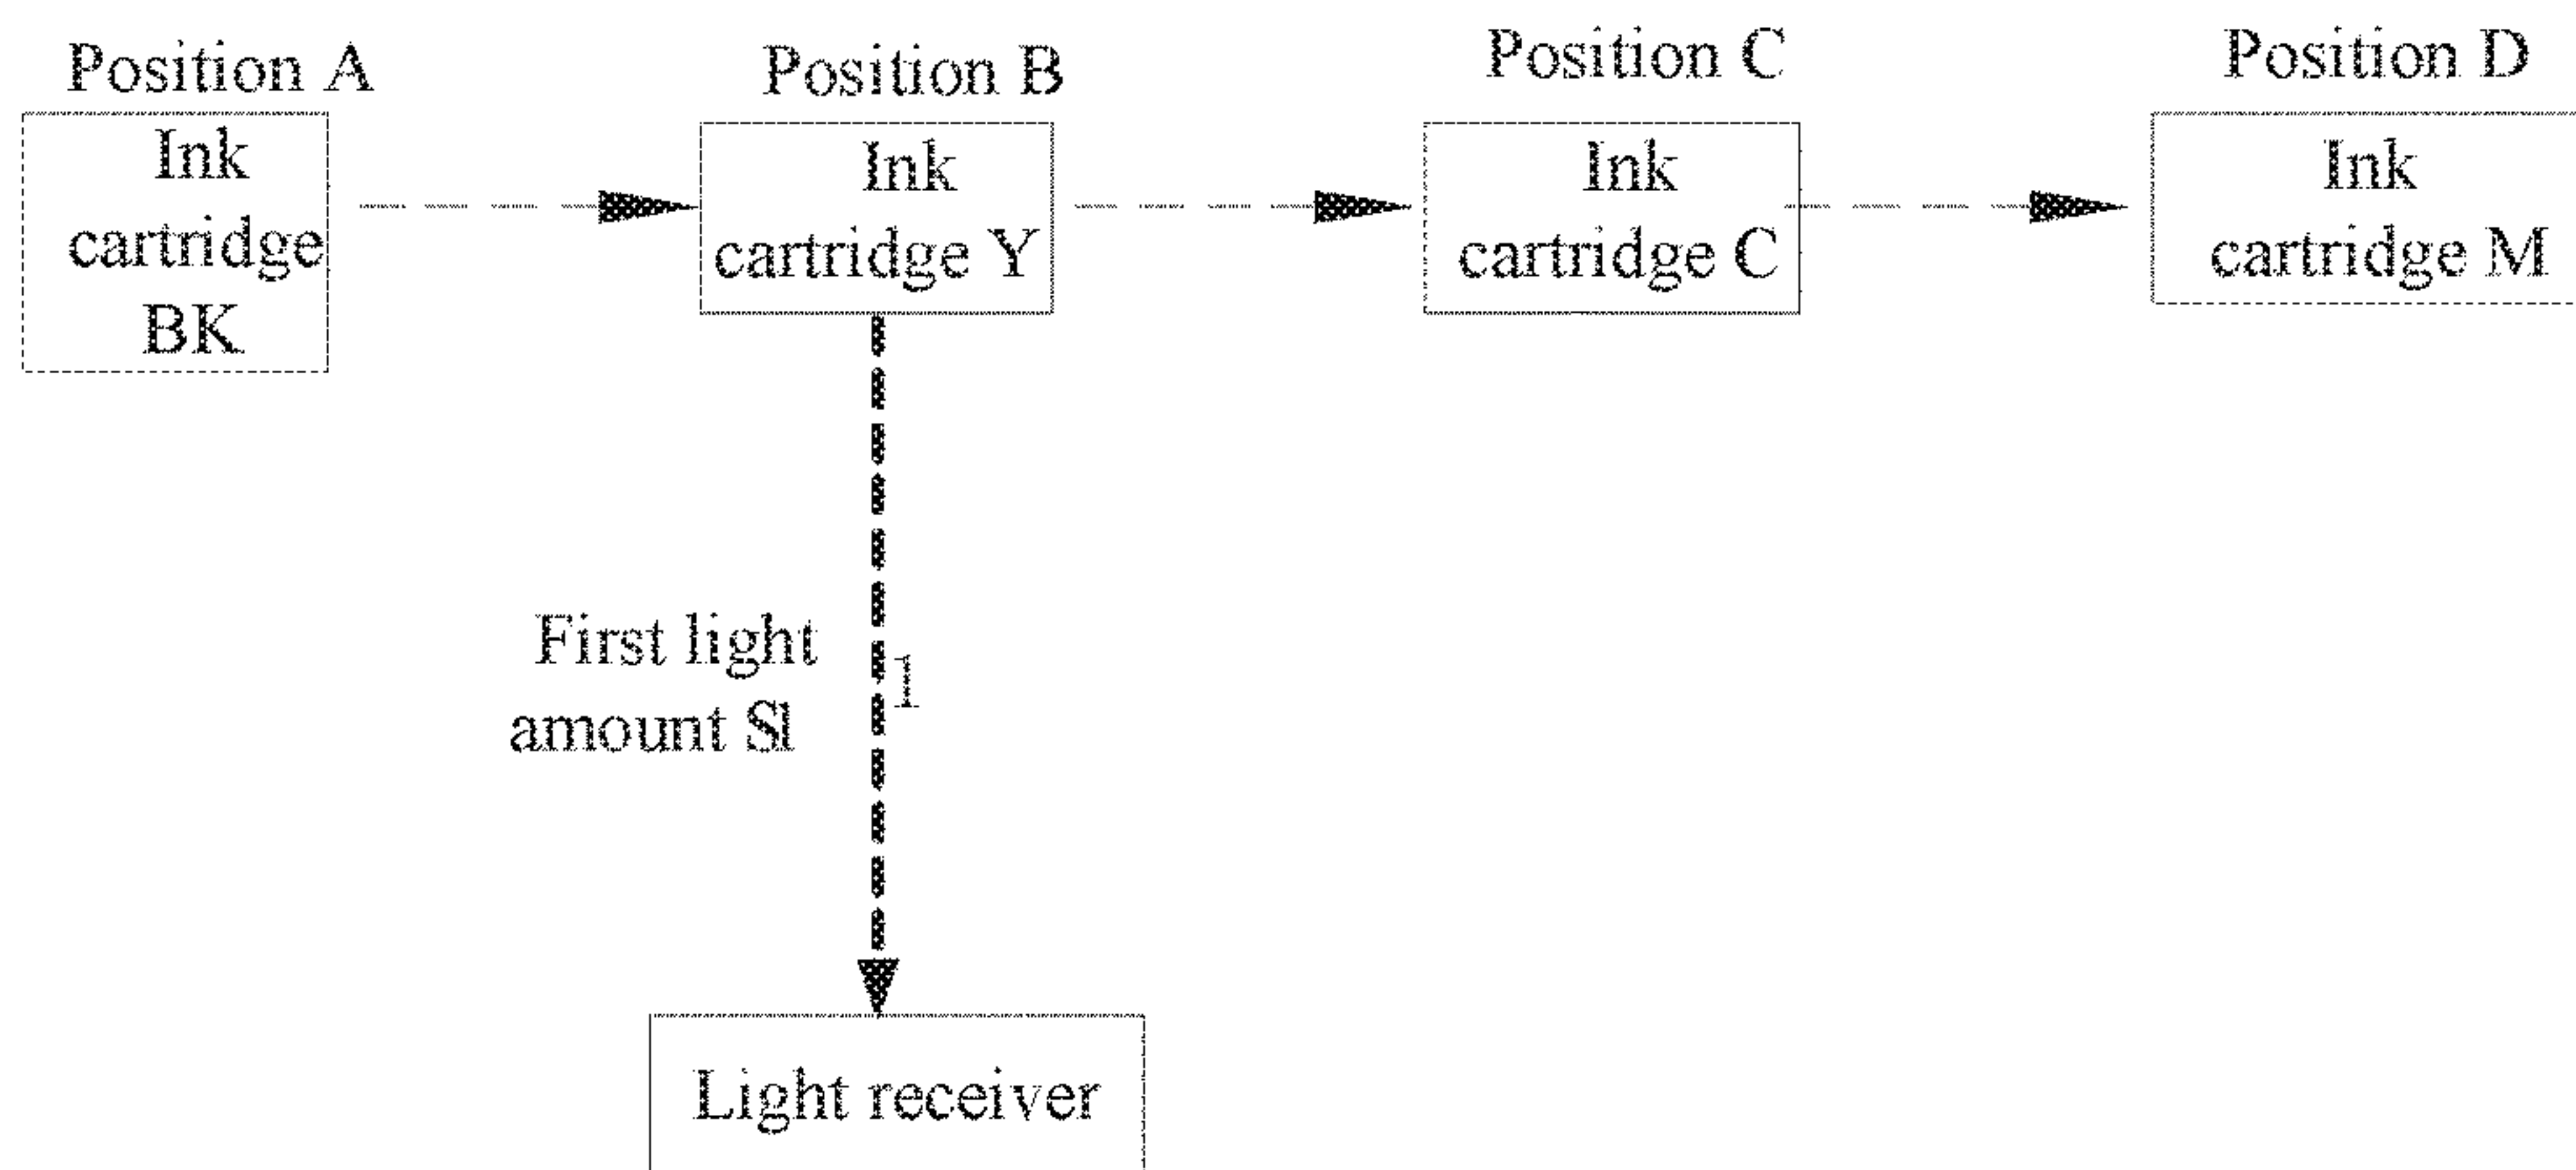 Position A
Position B
Position C
Position D
Ink
cartridge
BK
Ink
cartridge Y
Ink
cartridge C
Ink
cartridge M
First light
amount S1
1
Light receiver